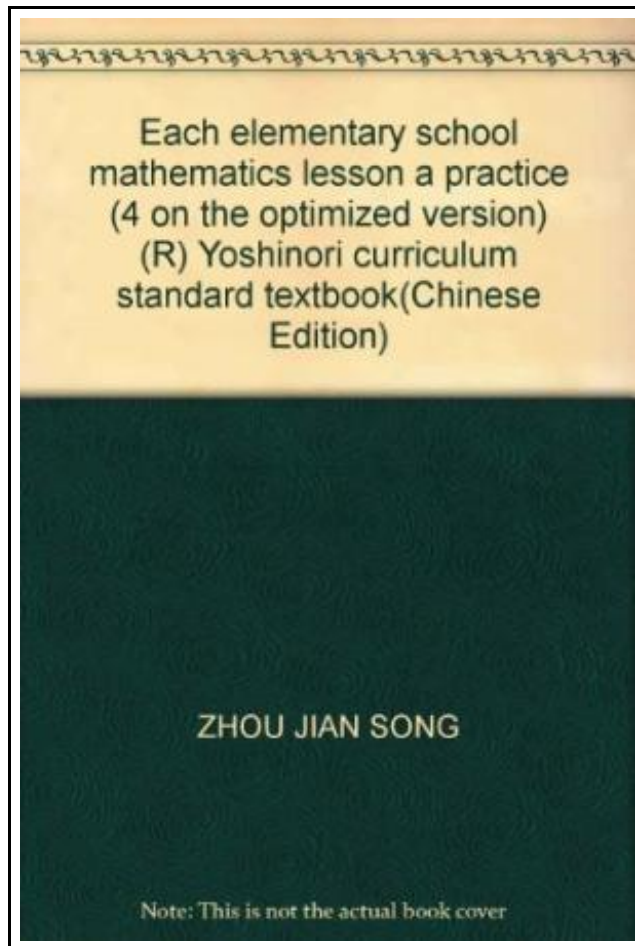 Each elementary school
mathematics lesson a practice
(4 on the optimized version)
(R) Yoshinori curriculum
standard textbook(Chinese
Edition)
ZHOU JIAN SONG
Note: This is not the actual book cover